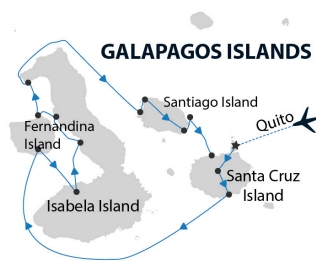 GALAPAGOS ISLANDS
Santiago Island
Quito
Fernandina
Island
Santa Cruz
Island
Isabela Island